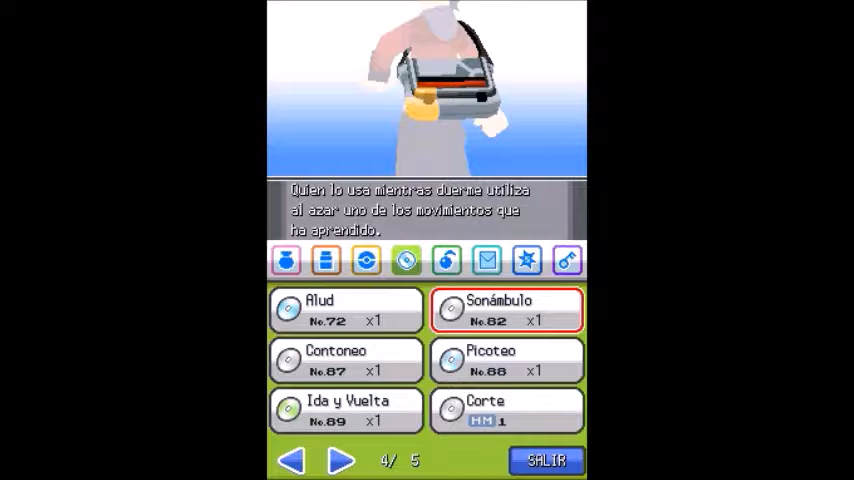 Quien lo usa mientras duerme utiliza
al azar uno de los movimientos que
ha aprendido.
Alud
No.72 x1
Sonámbulo
No.82 x1
Contoneo
No.87 x1
Picoteo
No.88 x1
Ida y Vuelta
No.89 x1
Corte
HM 1
4/ 5
SALIR